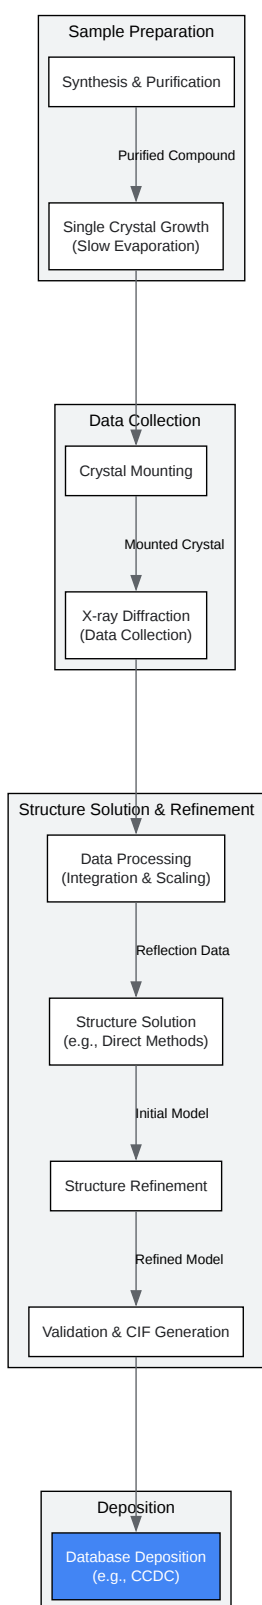 Sample Preparation
Synthesis & Purification
Purified Compound
Single Crystal Growth
(Slow Evaporation)
Data Collection
Crystal Mounting
Mounted Crystal
X-ray Diffraction
(Data Collection)
Structure Solution & Refinement
Data Processing
(Integration & Scaling)
Reflection Data
Structure Solution
(e.g., Direct Methods)
Initial Model
Structure Refinement
Refined Model
Validation & CIF Generation
Deposition
Database Deposition
(e.g., CCDC)